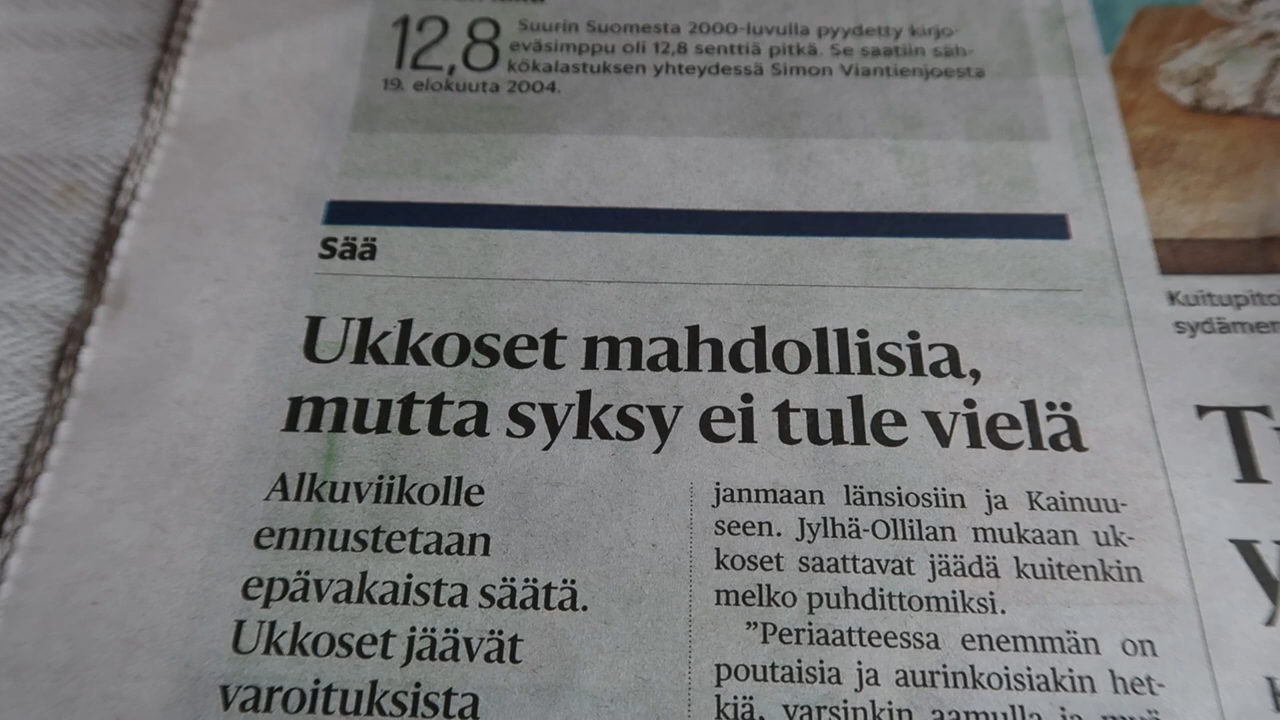 12,8
Suurin Suomesta 2000-luvulla pyydetty kirjo-
eväsimppu oli 12,8 senttiä pitkä. Se saatiin säh-
kökalastuksen yhteydessä Simon Viantienjoesta
19. elokuuta 2004.
Sää
Ukkoset mahdollisia,
mutta syksy ei tule vielä
Alkuviikolle
ennustetaan
epävakaista säätä.
Ukkoset jäävät
varoituksista
janmaan länsiosiin ja Kainuu-
seen. Jylhä-Ollilan mukaan uk-
koset saattavat jäädä kuitenkin
melko puhdittomiksi.
”Periaatteessa enemmän on
poutaisia ja aurinkoisiakin het-
kiä, varsinkin aamulla ja
Kuitupito
sydämen
T